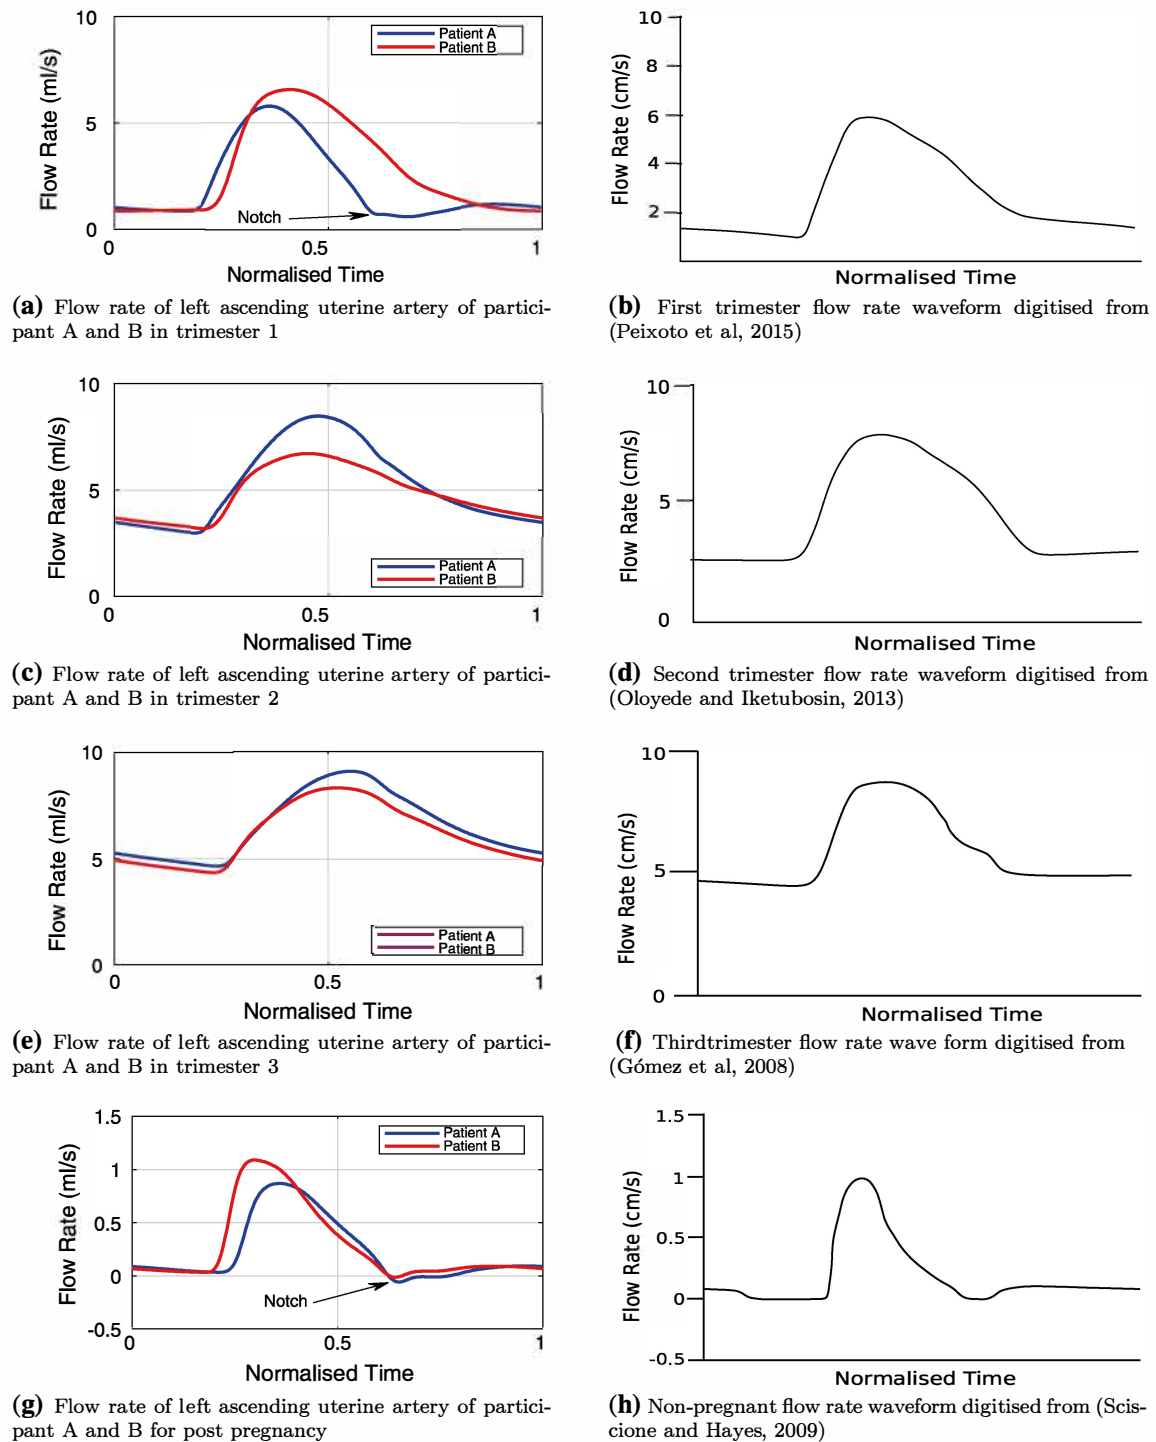 10
5
0
0
0.5
1
Flow Rate (ml/s)
Normalised Time
Patient A
Patient B
Notch
(a) Flow rate of left ascending uterine artery of partici-
pant A and B in trimester 1
10
8
6
4
2
Flow Rate (cm/s)
Normalised Time
(b) First trimester flow rate waveform digitised from
(Peixoto et al, 2015)
10
5
0
0
0.5
1
Flow Rate (ml/s)
Normalised Time
Patient A
Patient B
(c) Flow rate of left ascending uterine artery of partici-
pant A and B in trimester 2
10
5
0
Flow Rate (cm/s)
Normalised Time
(d) Second trimester flow rate waveform digitised from
(Oloyede and Iketubosin, 2013)
10
5
0
0
0.5
1
Flow Rate (ml/s)
Normalised Time
Patient A
Patient B
(e) Flow rate of left ascending uterine artery of partici-
pant A and B in trimester 3
10
5
0
Flow Rate (cm/s)
Normalised Time
(f) Thirdtrimester flow rate wave form digitised from
(Gómez et al, 2008)
1.5
1
0.5
0
-0.5
0
0.5
1
Flow Rate (ml/s)
Normalised Time
Patient A
Patient B
Notch
(g) Flow rate of left ascending uterine artery of partici-
pant A and B for post pregnancy
1.5
1
0.5
0
-0.5
Flow Rate (cm/s)
Normalised Time
(h) Non-pregnant flow rate waveform digitised from (Scis-
cione and Hayes, 2009)